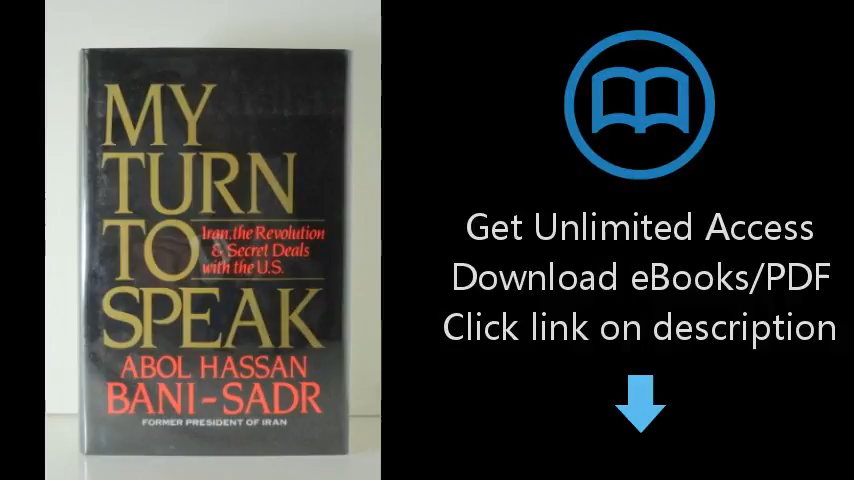 MY
TURN
TO
Iran, the Revolution
& Secret Deals
with the U.S.
SPEAK
ABOL HASSAN
BANI-SADR
FORMER PRESIDENT OF IRAN
Get Unlimited Access
Download eBooks/PDF
Click link on description